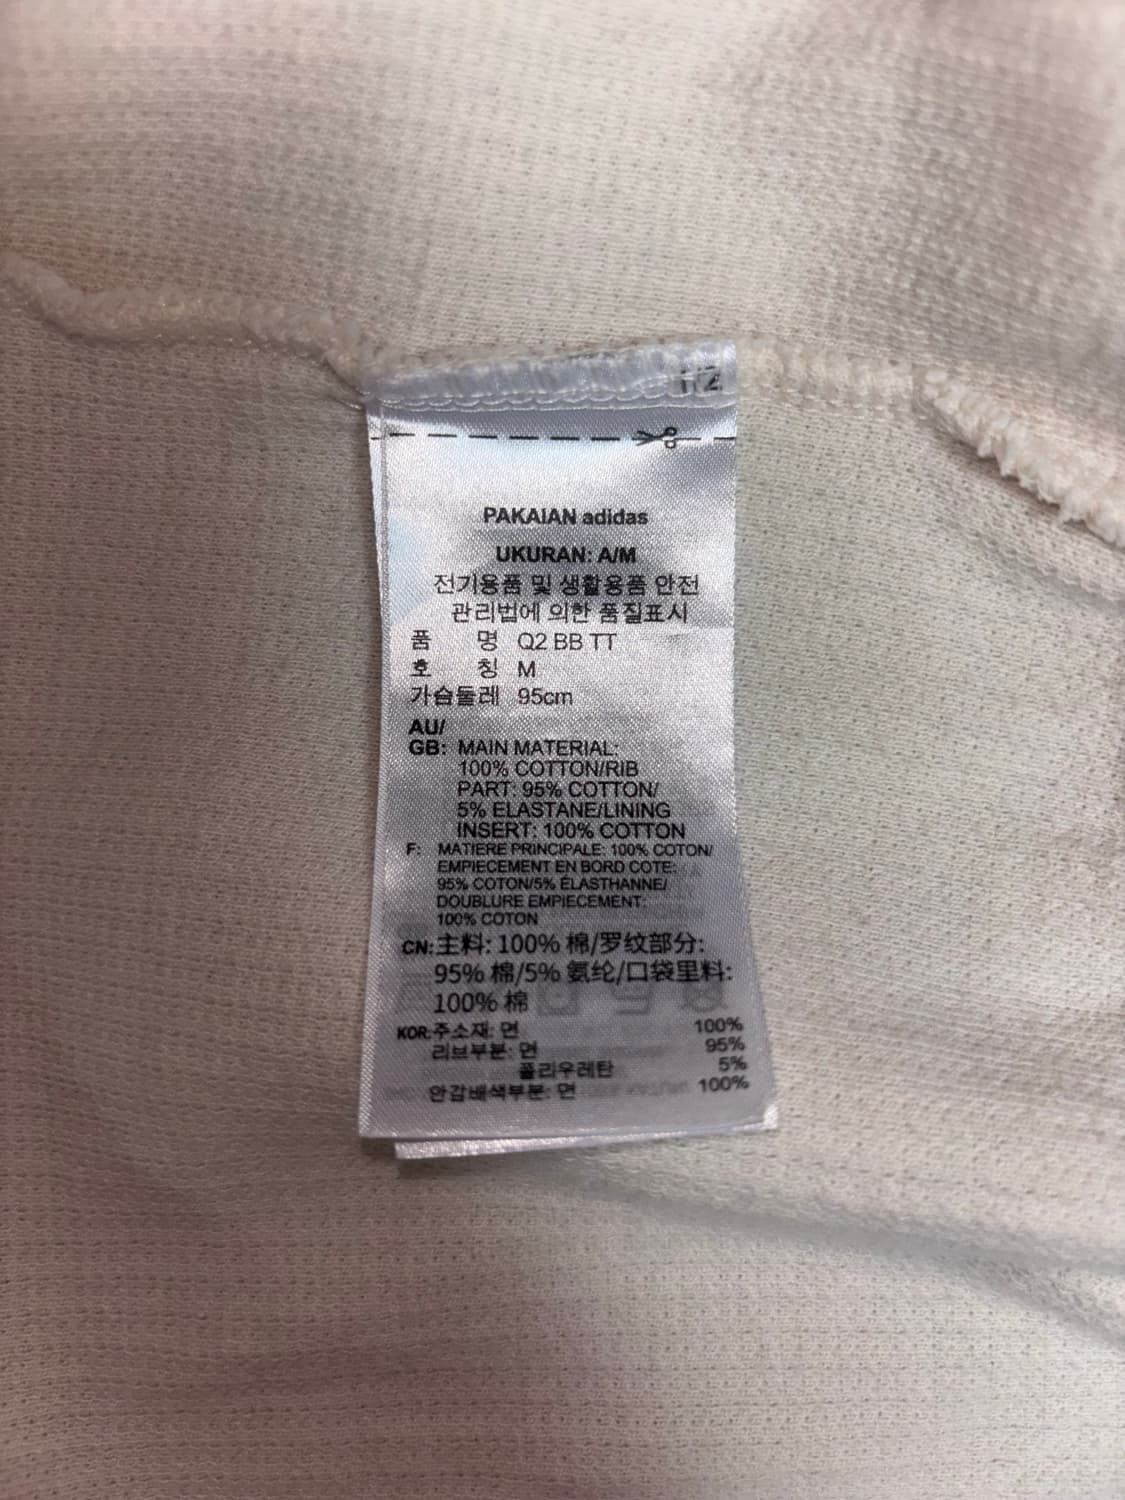 1/2
PAKAIAN adidas
UKURAN: A/M
전기용품 및 생활용품 안전
관리법에 의한 품질표시
품 명 Q2 BB TT
호 칭 M
가슴둘레 95cm
AU/
GB: MAIN MATERIAL:
100% COTTON/RIB
PART: 95% COTTON/
5% ELASTANE/LINING
INSERT: 100% COTTON
F: MATIERE PRINCIPALE: 100% COTON/
EMPIECEMENT EN BORD COTE:
95% COTON/5% ÉLASTHANNE/
DOUBLURE EMPIECEMENT:
100% COTON
CN: 主料: 100% 棉/罗纹部分:
95% 棉/5% 氨纶/口袋里料:
100% 棉
KOR: 주소재: 면 100%
리브부분: 면 95%
폴리우레탄 5%
안감배색부분: 면 100%